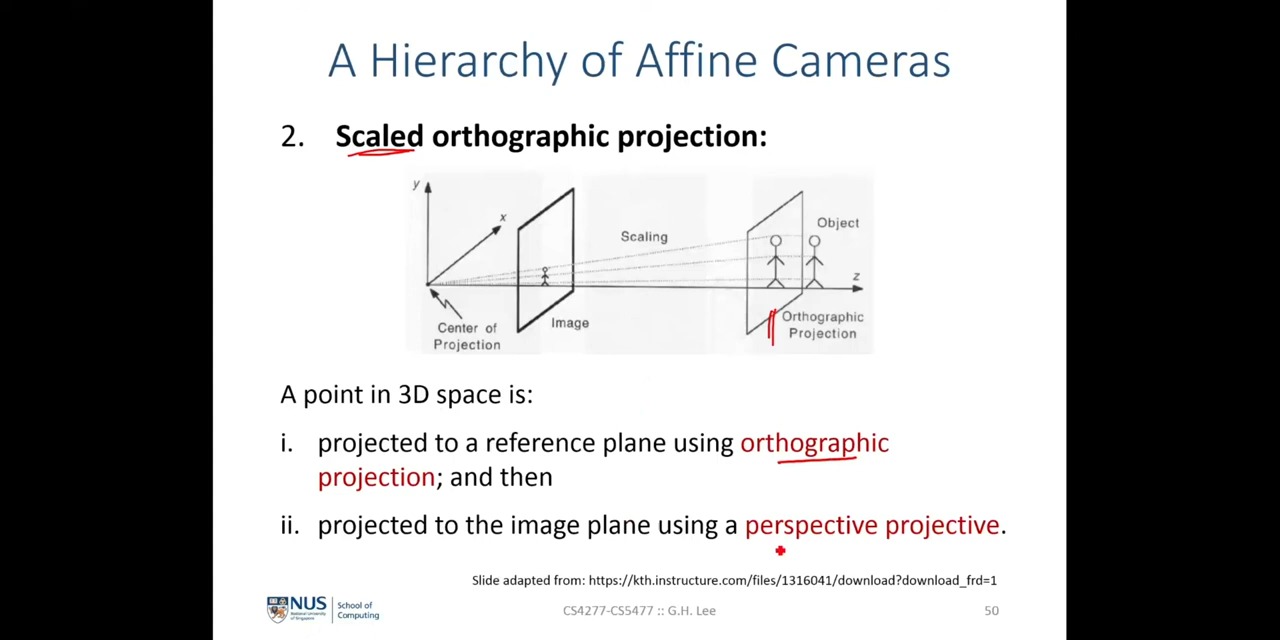 A Hierarchy of Affine Cameras
2. Scaled orthographic projection:
y
x
Scaling
Object
z
Center of
Projection
Image
Orthographic
Projection
A point in 3D space is:
i. projected to a reference plane using orthographic
projection; and then
ii. projected to the image plane using a perspective projective.
Slide adapted from: https://kth.instructure.com/files/1316041/download?download_frd=1
NUS
National University
of Singapore
School of
Computing
CS4277-CS5477 :: G.H. Lee
50